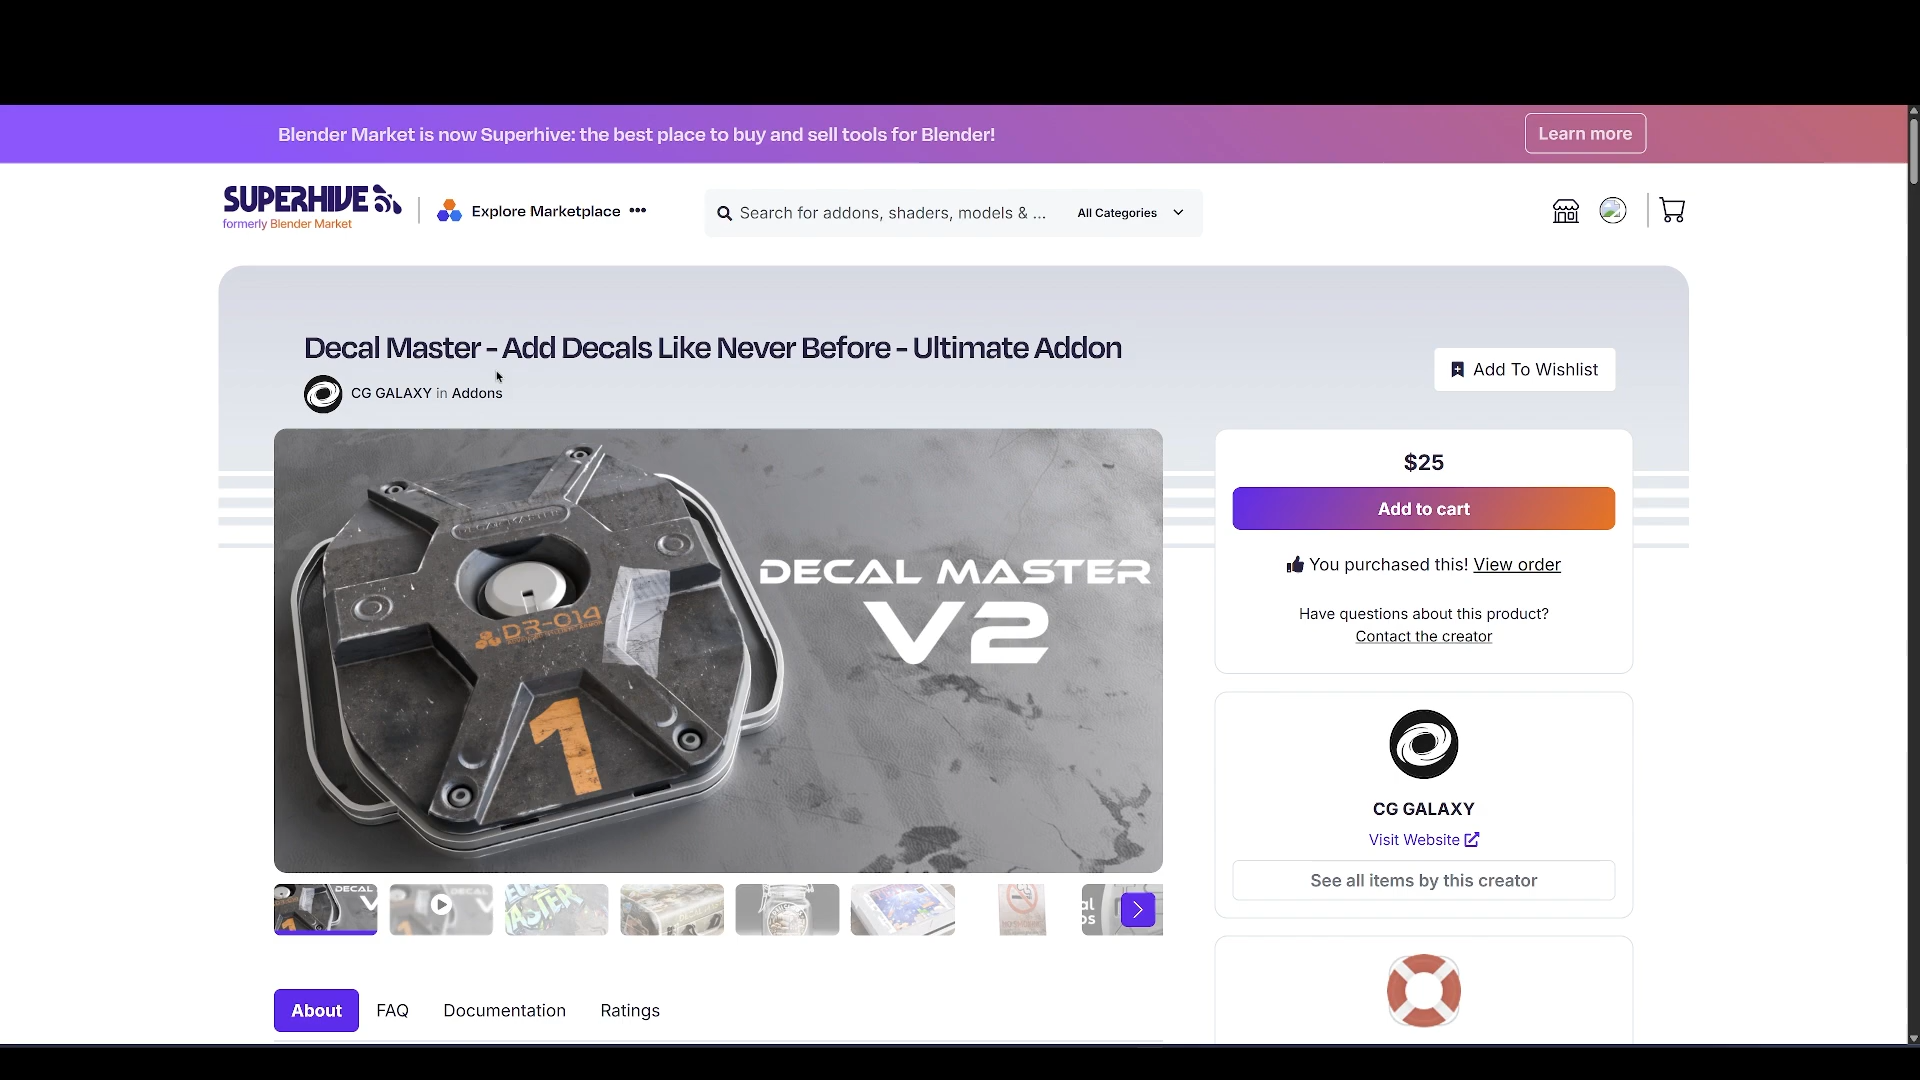 Blender Market is now Superhive: the best place to buy and sell tools for Blender!
Learn more
SUPERHIVE
formerly Blender Market
Explore Marketplace •••
Search for addons, shaders, models & ...
All Categories
Decal Master - Add Decals Like Never Before - Ultimate Addon
CG GALAXY in Addons
Add To Wishlist
DECAL MASTER
V2
DR-014
1
$25
Add to cart
You purchased this! View order
Have questions about this product?
Contact the creator
CG GALAXY
Visit Website
See all items by this creator
About
FAQ
Documentation
Ratings